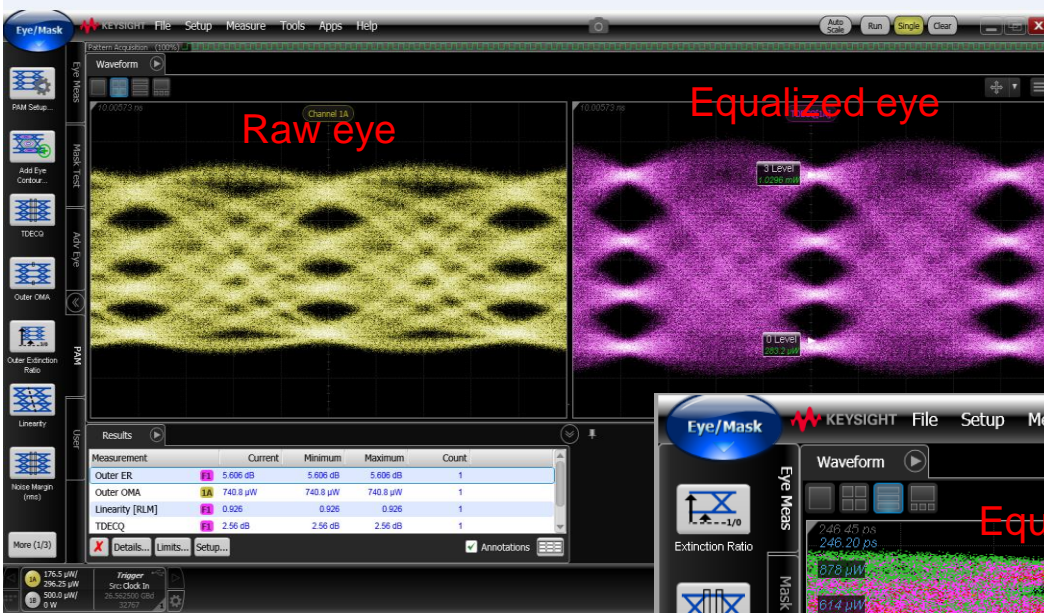 Eye/Mask
KEYSIGHT File Setup Measure Tools Apps Help
Auto Scale
Run
Single
Clear
Pattern Acquisition (100%)
Waveform
PAM Setup...
Add Eye Contour...
TDECQ
Outer OMA
Outer Extinction Ratio
Linearity
Noise Margin (rms)
More (1/3)
Eye Meas
Mask Test
Adv Eye
PAM
User
10.00573 ns
Channel 1A
Raw eye
10.00573 ns
Equalized eye
3 Level
1.0296 mW
0 Level
283.2 µW
Results
Measurement Current Minimum Maximum Count
Outer ER F1 5.606 dB 5.606 dB 5.606 dB 1
Outer OMA 1A 740.8 µW 740.8 µW 740.8 µW 1
Linearity [RLM] F1 0.926 0.926 0.926 1
TDECQ F1 2.56 dB 2.56 dB 2.56 dB 1
Details... Limits... Setup...
Annotations
1A 176.5 µW/
296.25 µW
1B 500.0 µW/
0 W
Trigger
Src: Clock In
26.562500 GBd
32767
Eye/Mask
KEYSIGHT File Setup Me
Waveform
Eye Meas
Mask
1/0
Extinction Ratio
246.45 ps
246.20 ps
Equ
878 µW
614 µW